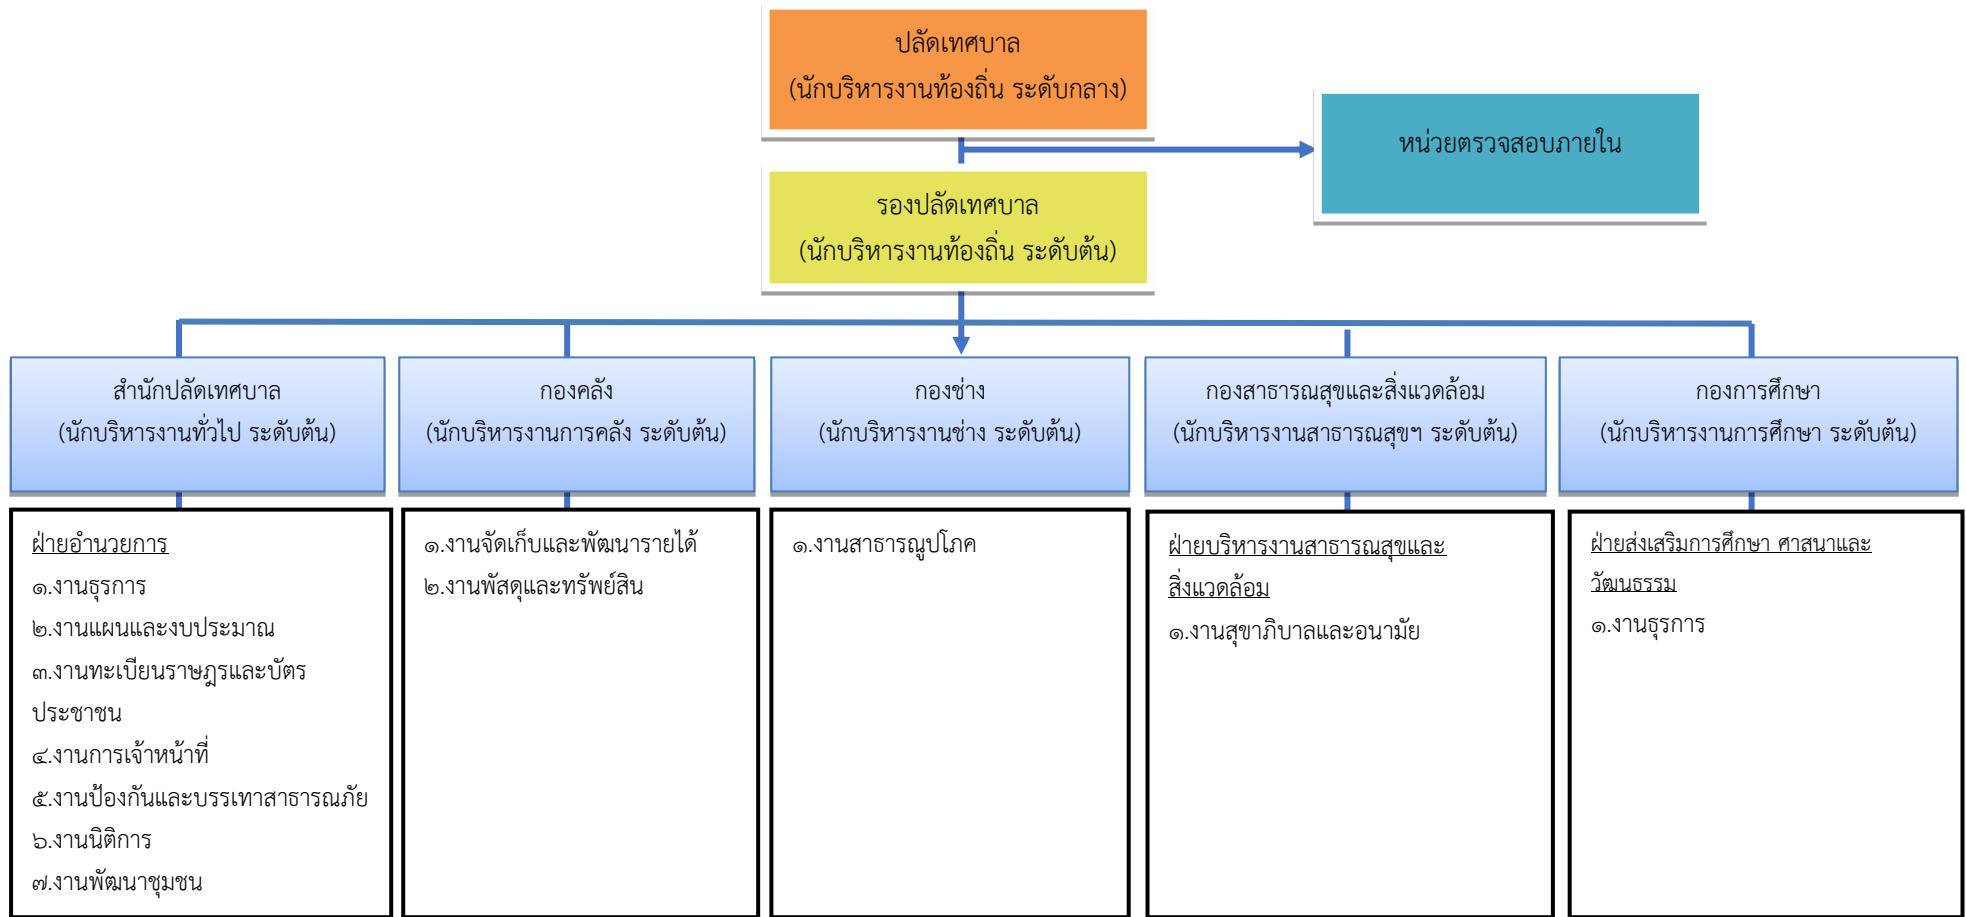 ปลัดเทศบาล
(นักบริหารงานท้องถิ่น ระดับกลาง)
หน่วยตรวจสอบภายใน
รองปลัดเทศบาล
(นักบริหารงานท้องถิ่น ระดับต้น)
สำนักปลัดเทศบาล
(นักบริหารงานทั่วไป ระดับต้น)
กองคลัง
(นักบริหารงานการคลัง ระดับต้น)
กองช่าง
(นักบริหารงานช่าง ระดับต้น)
กองสาธารณสุขและสิ่งแวดล้อม
(นักบริหารงานสาธารณสุขฯ ระดับต้น)
กองการศึกษา
(นักบริหารงานการศึกษา ระดับต้น)
ฝ่ายอำนวยการ
๑.งานธุรการ
๒.งานแผนและงบประมาณ
๓.งานทะเบียนราษฎรและบัตร
ประชาชน
๔.งานการเจ้าหน้าที่
๕.งานป้องกันและบรรเทาสาธารณภัย
๖.งานนิติการ
๗.งานพัฒนาชุมชน
๑.งานจัดเก็บและพัฒนารายได้
๒.งานพัสดุและทรัพย์สิน
๑.งานสาธารณูปโภค
ฝ่ายบริหารงานสาธารณสุขและ
สิ่งแวดล้อม
๑.งานสุขาภิบาลและอนามัย
ฝ่ายส่งเสริมการศึกษา ศาสนาและ
วัฒนธรรม
๑.งานธุรการ